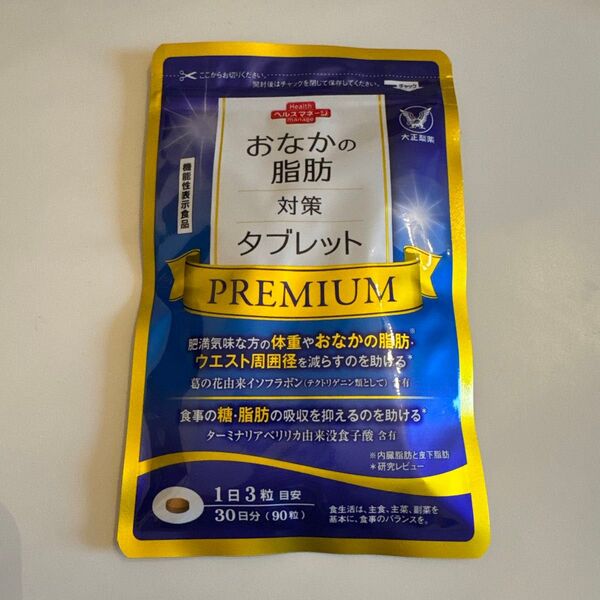 ここからお切りください。
開封後はチャックを閉じて保存してください。
チャック
Health
ヘルスマネージ
manage
大正製薬
機能性表示食品
おなかの
脂肪
対策
タブレット
PREMIUM
肥満気味な方の体重やおなかの脂肪※・
ウエスト周囲径を減らすのを助ける*
葛の花由来イソフラボン(テクトリゲニン類として)含有
食事の糖・脂肪の吸収を抑えるのを助ける*
ターミナリアベリリカ由来没食子酸 含有
※内臓脂肪と皮下脂肪
*研究レビュー
1日3粒 目安
30日分(90粒)
食生活は、主食、主菜、副菜を
基本に、食事のバランスを。